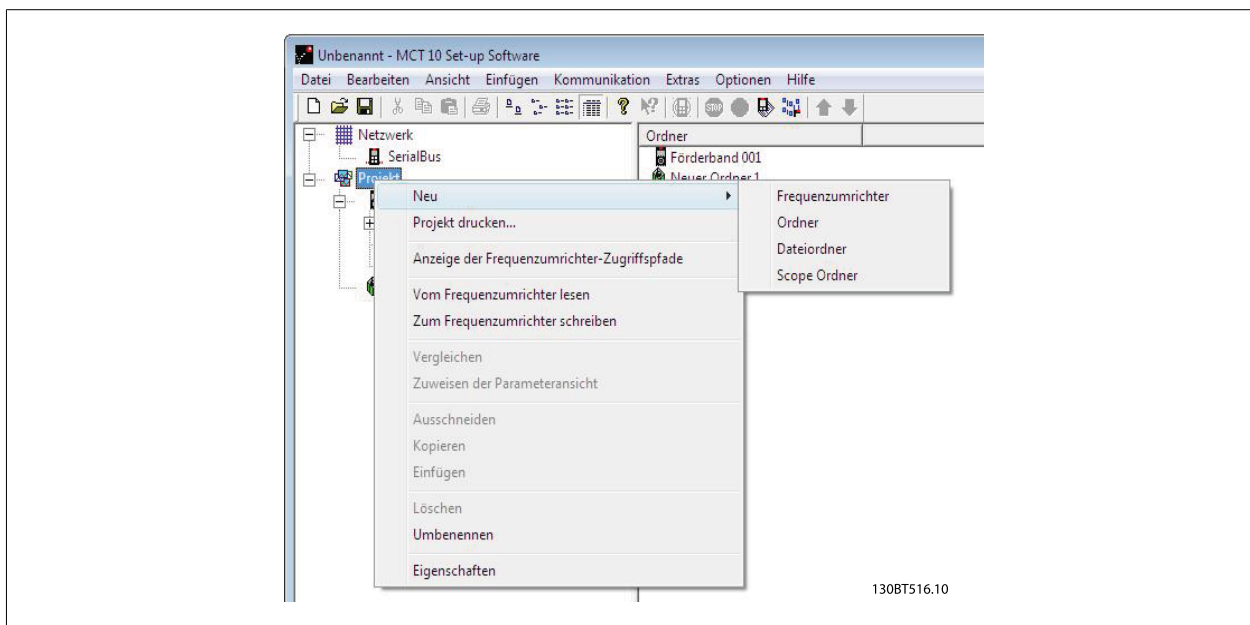 Unbenannt - MCT 10 Set-up Software
Datei Bearbeiten Ansicht Einfügen Kommunikation Extras Optionen Hilfe
STOP
Netzwerk
SerialBus
Projekt
Ordner
Förderband 001
Neuer Ordner 1
Neu
Projekt drucken...
Anzeige der Frequenzumrichter-Zugriffspfade
Vom Frequenzumrichter lesen
Zum Frequenzumrichter schreiben
Vergleichen
Zuweisen der Parameteransicht
Ausschneiden
Kopieren
Einfügen
Löschen
Umbenennen
Eigenschaften
Frequenzumrichter
Ordner
Dateiordner
Scope Ordner
130BT516.10